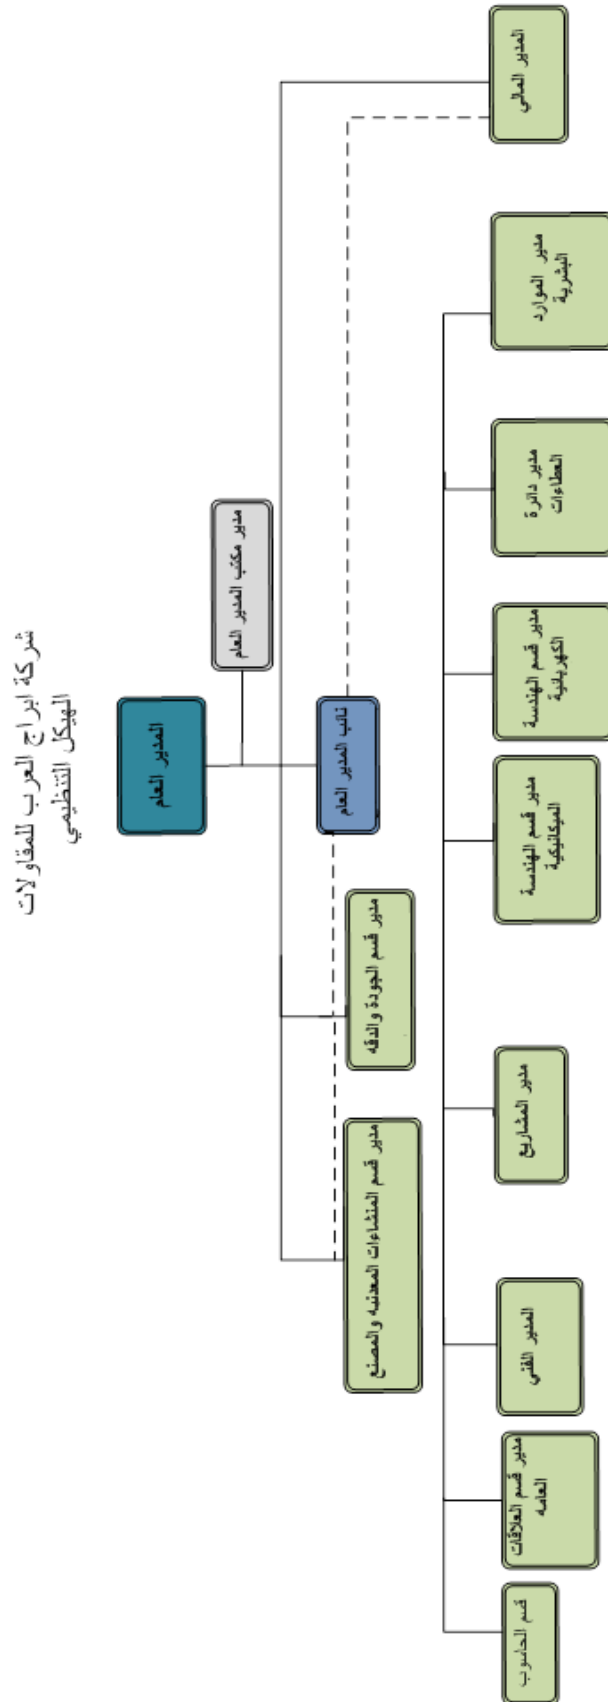 شركة ابراج العرب للمقاولات
الهيكل التنظيمي
المدير العام
مدير مكتب المدير العام
نائب المدير العام
مدير قسم الجودة والدقه
مدير قسم المنشاءات المعدنيه والمصنع
المدير المالي
مدير الموارد
البشرية
مدير دائرة
العطاءات
مدير قسم الهندسة
الكهربائية
مدير قسم الهندسة
الميكانيكية
مدير المشاريع
المدير الفني
مدير قسم العلاقات
العامه
قسم الحاسوب